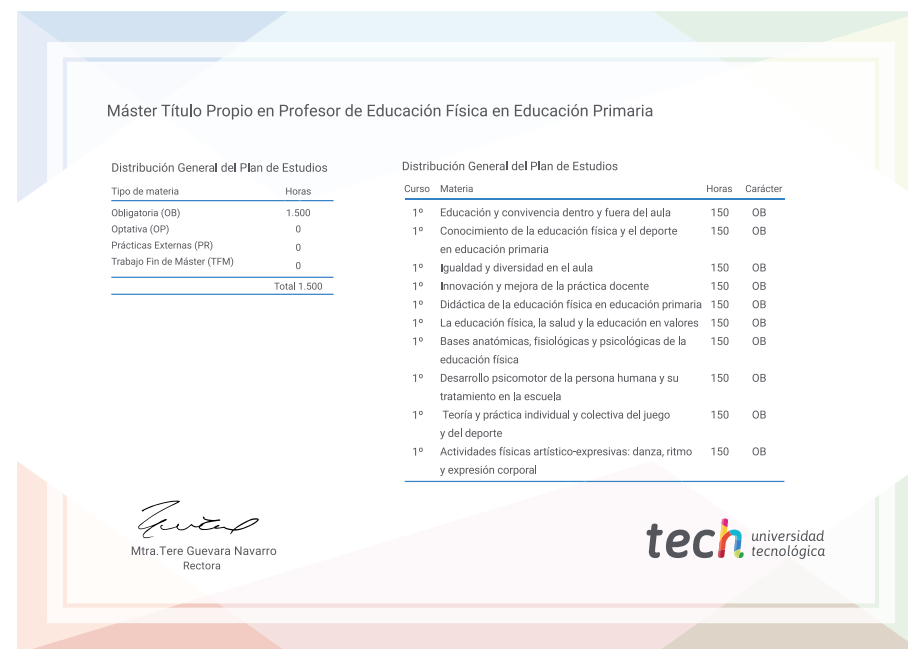 Máster Título Propio en Profesor de Educación Física en Educación Primaria
Distribución General del Plan de Estudios
Tipo de materia Horas
Obligatoria (OB) 1.500
Optativa (OP) 0
Prácticas Externas (PR) 0
Trabajo Fin de Máster (TFM) 0
Total 1.500
Distribución General del Plan de Estudios
Curso Materia Horas Carácter
1º Educación y convivencia dentro y fuera del aula 150 OB
1º Conocimiento de la educación física y el deporte 150 OB
en educación primaria
1º Igualdad y diversidad en el aula 150 OB
1º Innovación y mejora de la práctica docente 150 OB
1º Didáctica de la educación física en educación primaria 150 OB
1º La educación física, la salud y la educación en valores 150 OB
1º Bases anatómicas, fisiológicas y psicológicas de la 150 OB
educación física
1º Desarrollo psicomotor de la persona humana y su 150 OB
tratamiento en la escuela
1º Teoría y práctica individual y colectiva del juego 150 OB
y del deporte
1º Actividades físicas artístico-expresivas: danza, ritmo 150 OB
y expresión corporal
Mtra.Tere Guevara Navarro
Rectora
tech universidad
tecnológica